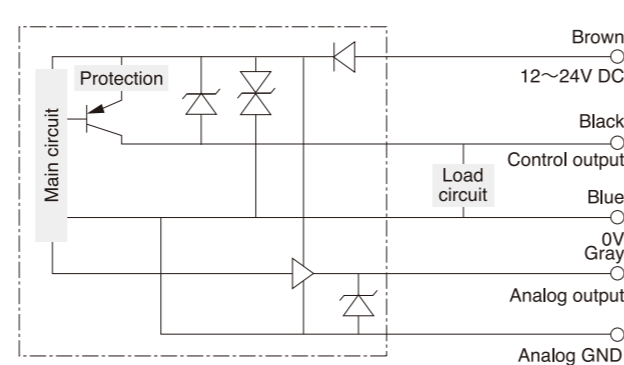 Brown
12～24V DC
Protection
Main circuit
Black
Control output
Load
circuit
Blue
0V
Gray
Analog output
Analog GND